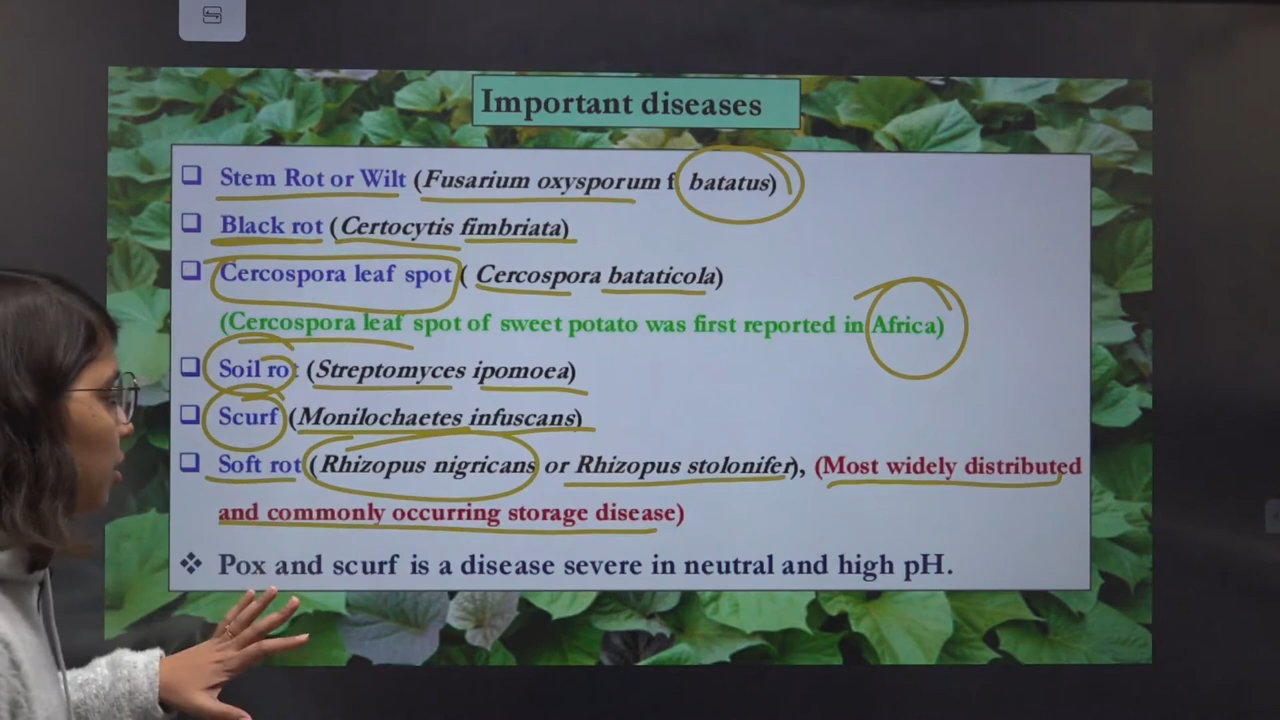 Important diseases
Stem Rot or Wilt (Fusarium oxysporum f batatus)
Black rot (Certocytis fimbriata)
Cercospora leaf spot ( Cercospora bataticola)
(Cercospora leaf spot of sweet potato was first reported in Africa)
Soil rot (Streptomyces ipomoea)
Scurf (Monilochaetes infuscans)
Soft rot (Rhizopus nigricans or Rhizopus stolonifer), (Most widely distributed
and commonly occurring storage disease)
Pox and scurf is a disease severe in neutral and high pH.